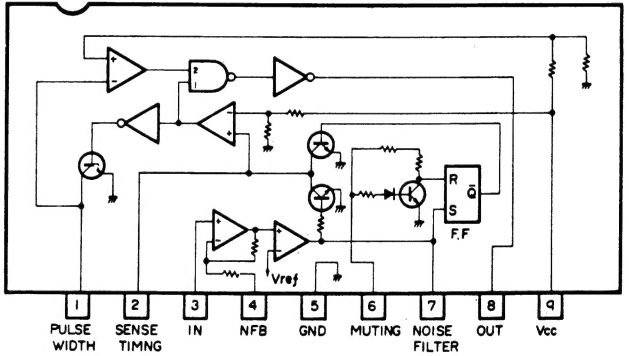 +
−
2
1
−
+
R
Q̄
S
F.F
+
−
+
−
Vref
1 2 3 4 5 6 7 8 9
PULSE WIDTH
SENSE TIMNG
IN
NFB
GND
MUTING
NOISE FILTER
OUT
Vcc